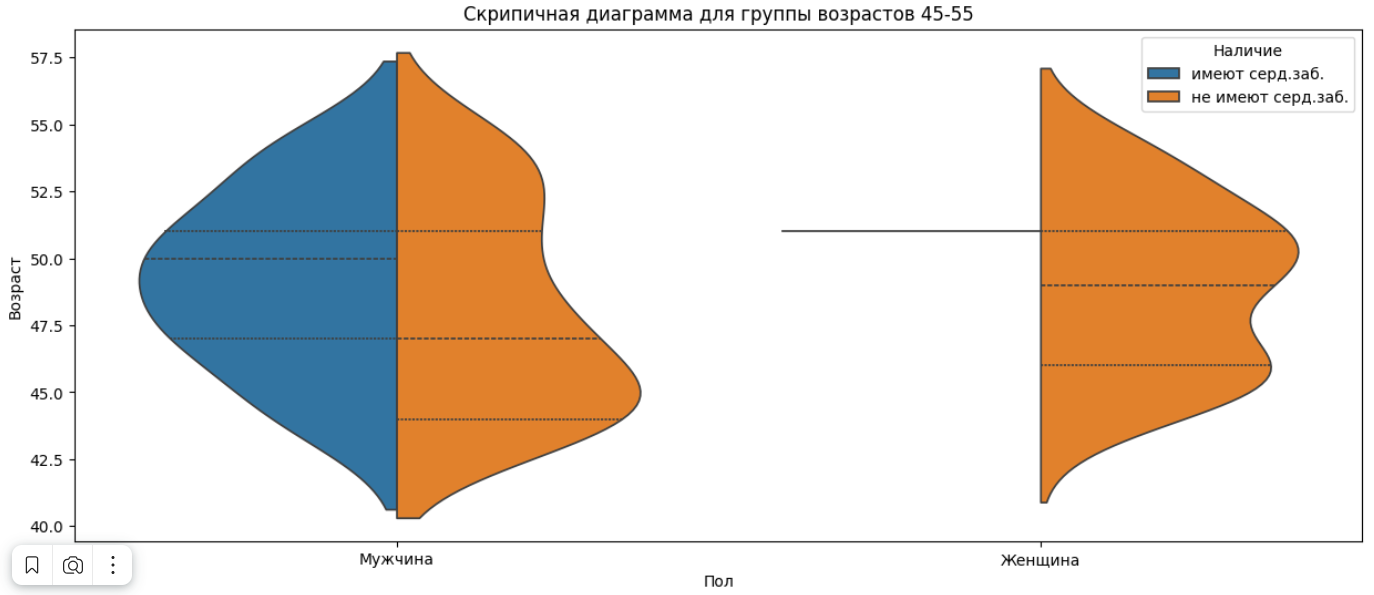 Скрипичная диаграмма для группы возрастов 45-55
Наличие
имеют серд.заб.
не имеют серд.заб.
57.5
55.0
52.5
50.0
47.5
45.0
42.5
40.0
Возраст
Мужчина
Женщина
Пол